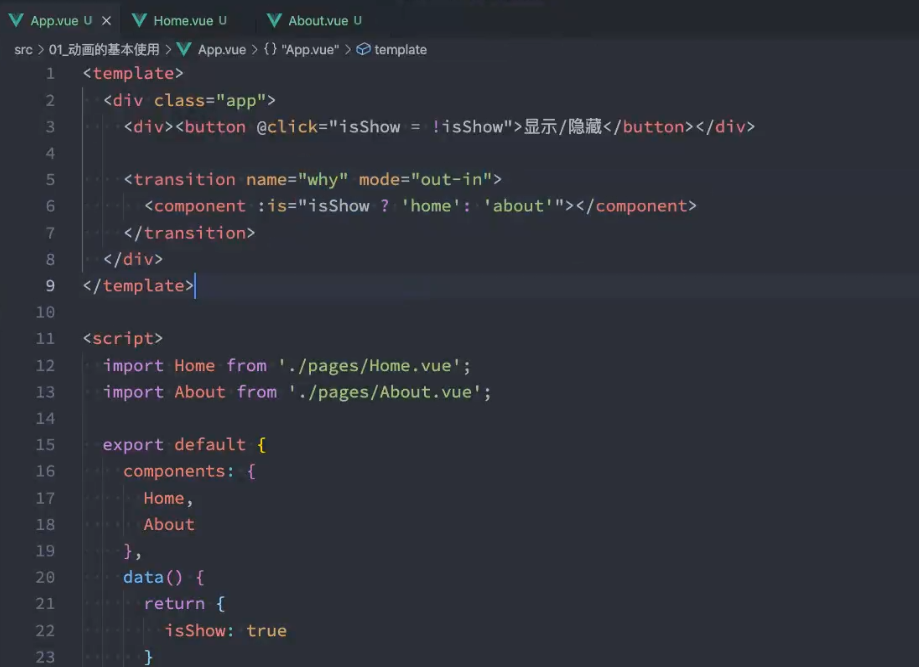 App.vue U × Home.vue U About.vue U
src > 01_动画的基本使用 > App.vue > {} "App.vue" > template
1 <template>
2 <div class="app">
3 <div><button @click="isShow = !isShow">显示/隐藏</button></div>
4
5 <transition name="why" mode="out-in">
6 <component :is="isShow ? 'home': 'about'"></component>
7 </transition>
8 </div>
9 </template>
10
11 <script>
12 import Home from './pages/Home.vue';
13 import About from './pages/About.vue';
14
15 export default {
16 components: {
17 Home,
18 About
19 },
20 data() {
21 return {
22 isShow: true
23 }